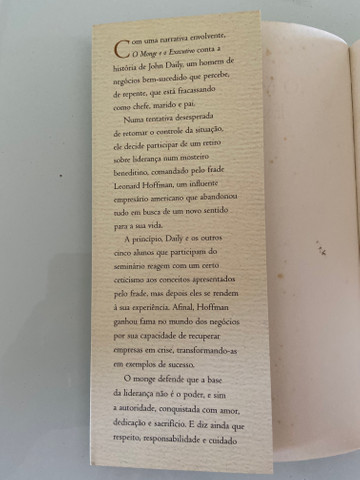 Com uma narrativa envolvente,
O Monge e o Executivo conta a
história de John Daily, um homem de
negócios bem-sucedido que percebe,
de repente, que está fracassando
como chefe, marido e pai.
Numa tentativa desesperada
de retomar o controle da situação,
ele decide participar de um retiro
sobre liderança num mosteiro
beneditino, comandado pelo frade
Leonard Hoffman, um influente
empresário americano que abandonou
tudo em busca de um novo sentido
para a sua vida.
A princípio, Daily e os outros
cinco alunos que participam do
seminário reagem com um certo
ceticismo aos conceitos apresentados
pelo frade, mas depois eles se rendem
à sua experiência. Afinal, Hoffman
ganhou fama no mundo dos negócios
por sua capacidade de recuperar
empresas em crise, transformando-as
em exemplos de sucesso.
O monge defende que a base
da liderança não é o poder, e sim
a autoridade, conquistada com amor,
dedicação e sacrifício. E diz ainda que
respeito, responsabilidade e cuidado